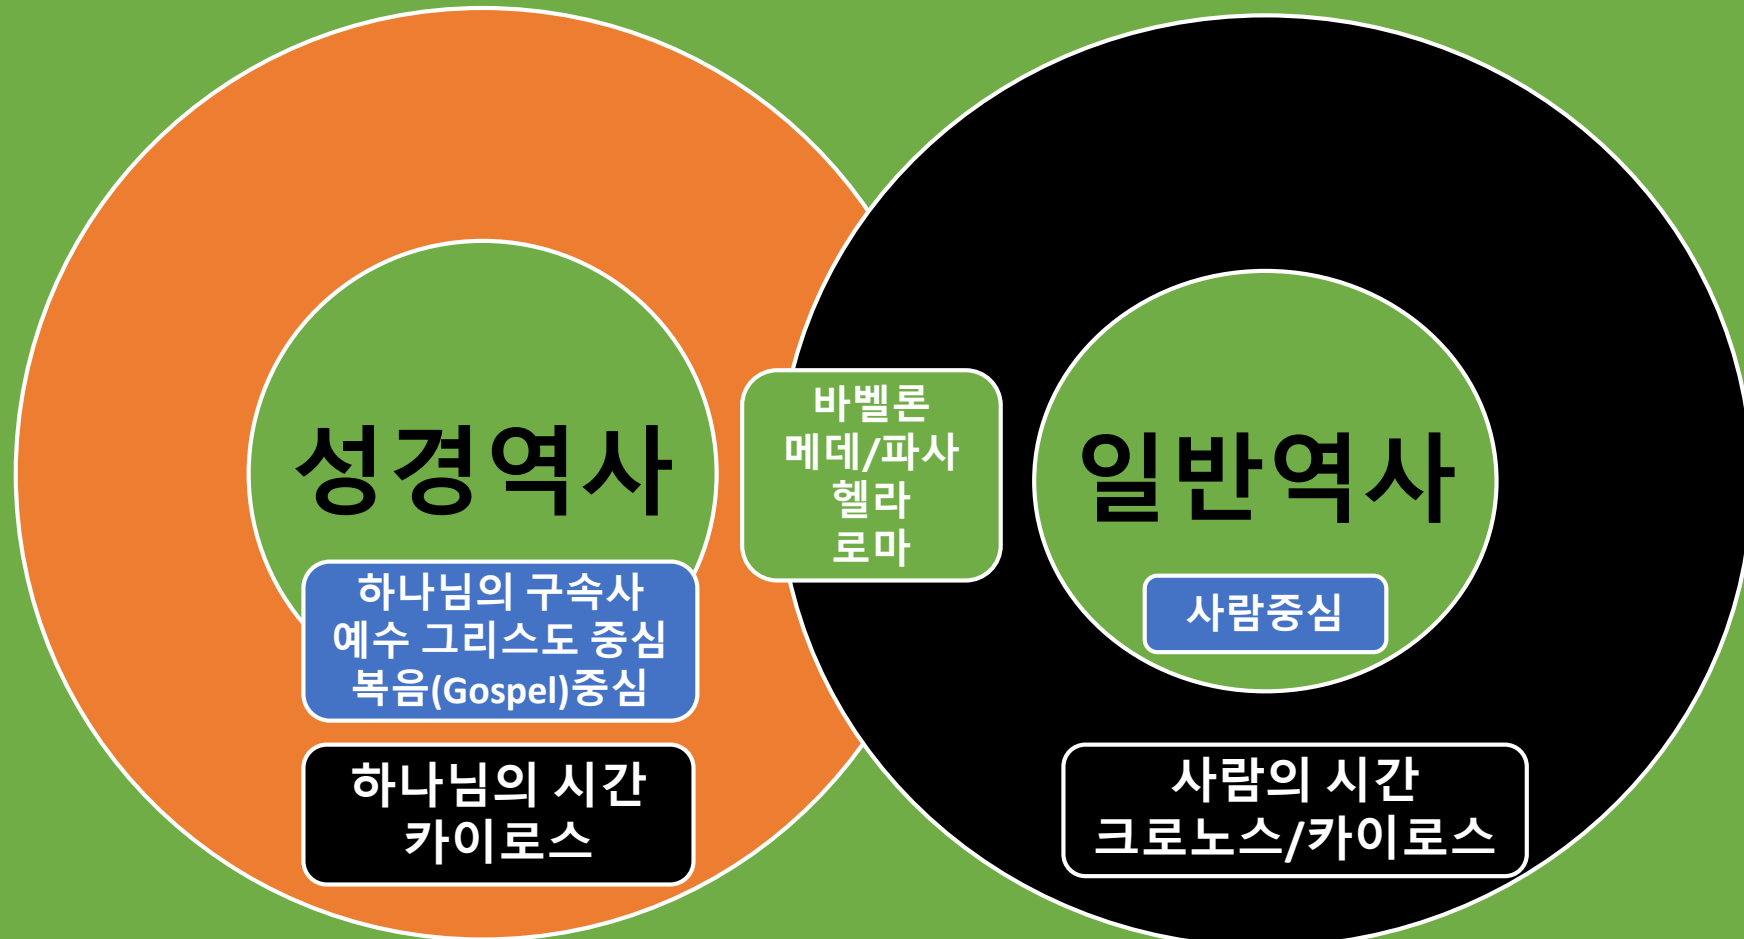 성경역사
하나님의 구속사
예수 그리스도 중심
복음(Gospel)중심
하나님의 시간
카이로스
바벨론
메데/파사
헬라
로마
일반역사
사람중심
사람의 시간
크로노스/카이로스